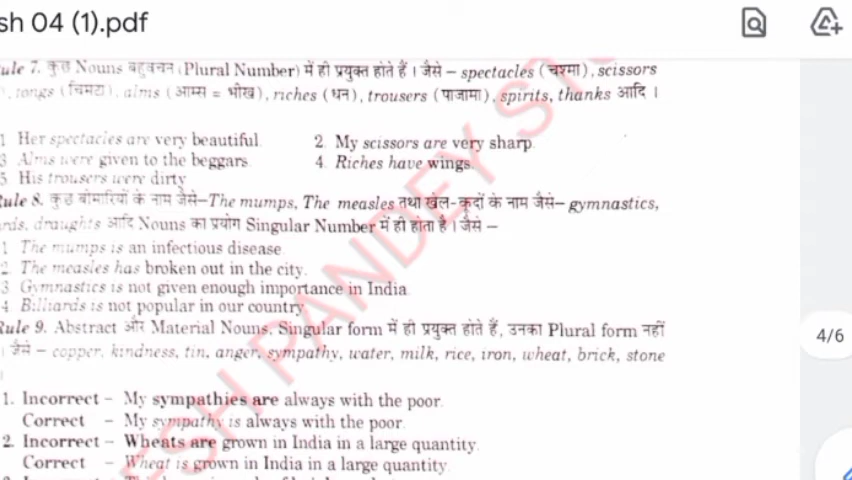 sh 04 (1).pdf
ule 7. कुछ Nouns बहुवचन (Plural Number) में ही प्रयुक्त होते हैं । जैसे – spectacles (चश्मा), scissors
, tongs (चिमटा), alms (आम्स = भीख), riches (धन), trousers (पाजामा), spirits, thanks आदि ।
1 Her spectacles are very beautiful.
2. My scissors are very sharp.
3 Alms were given to the beggars.
4. Riches have wings.
5 His trousers were dirty
Rule 8. कुछ बीमारियों के नाम जैसे–The mumps, The measles तथा खेल-कूदों के नाम जैसे– gymnastics,
rds, draughts आदि Nouns का प्रयोग Singular Number में ही होता है । जैसे –
1 The mumps is an infectious disease.
2. The measles has broken out in the city.
3 Gymnastics is not given enough importance in India.
4 Billiards is not popular in our country
Rule 9. Abstract और Material Nouns, Singular form में ही प्रयुक्त होते हैं, उनका Plural form नहीं
। जैसे – copper, kindness, tin, anger, sympathy, water, milk, rice, iron, wheat, brick, stone
4/6
1. Incorrect – My sympathies are always with the poor.
Correct – My sympathy is always with the poor.
2. Incorrect – Wheats are grown in India in a large quantity.
Correct – Wheat is grown in India in a large quantity.
ESH PANDEY ST